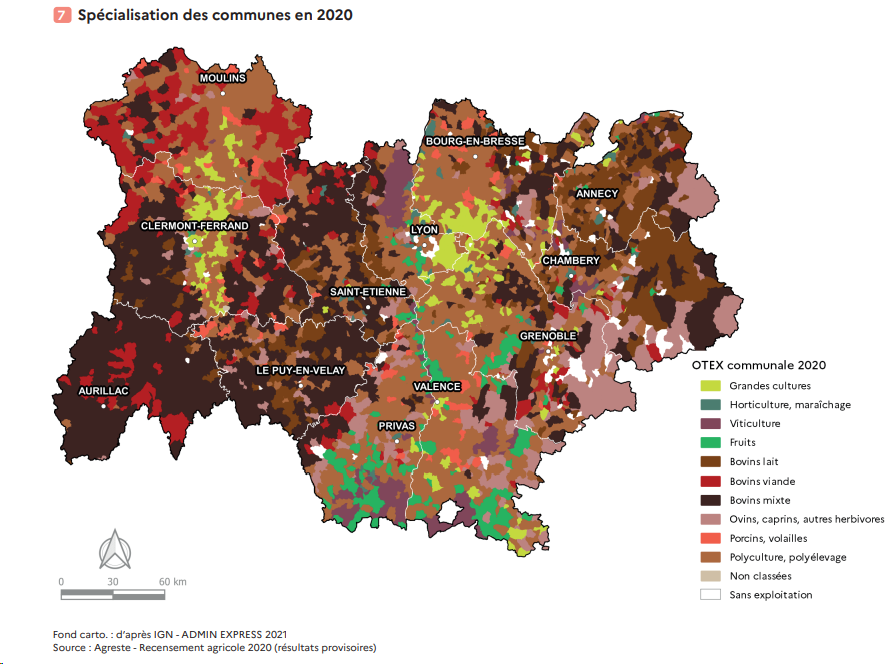 7 Spécialisation des communes en 2020
MOULINS
BOURG-EN-BRESSE
ANNECY
CLERMONT-FERRAND
LYON
CHAMBERY
SAINT-ETIENNE
GRENOBLE
LE PUY-EN-VELAY
AURILLAC
VALENCE
PRIVAS
OTEX communale 2020
Grandes cultures
Horticulture, maraîchage
Viticulture
Fruits
Bovins lait
Bovins viande
Bovins mixte
Ovins, caprins, autres herbivores
Porcins, volailles
Polyculture, polyélevage
Non classées
Sans exploitation
0 30 60 km
Fond carto. : d'après IGN - ADMIN EXPRESS 2021
Source : Agreste - Recensement agricole 2020 (résultats provisoires)